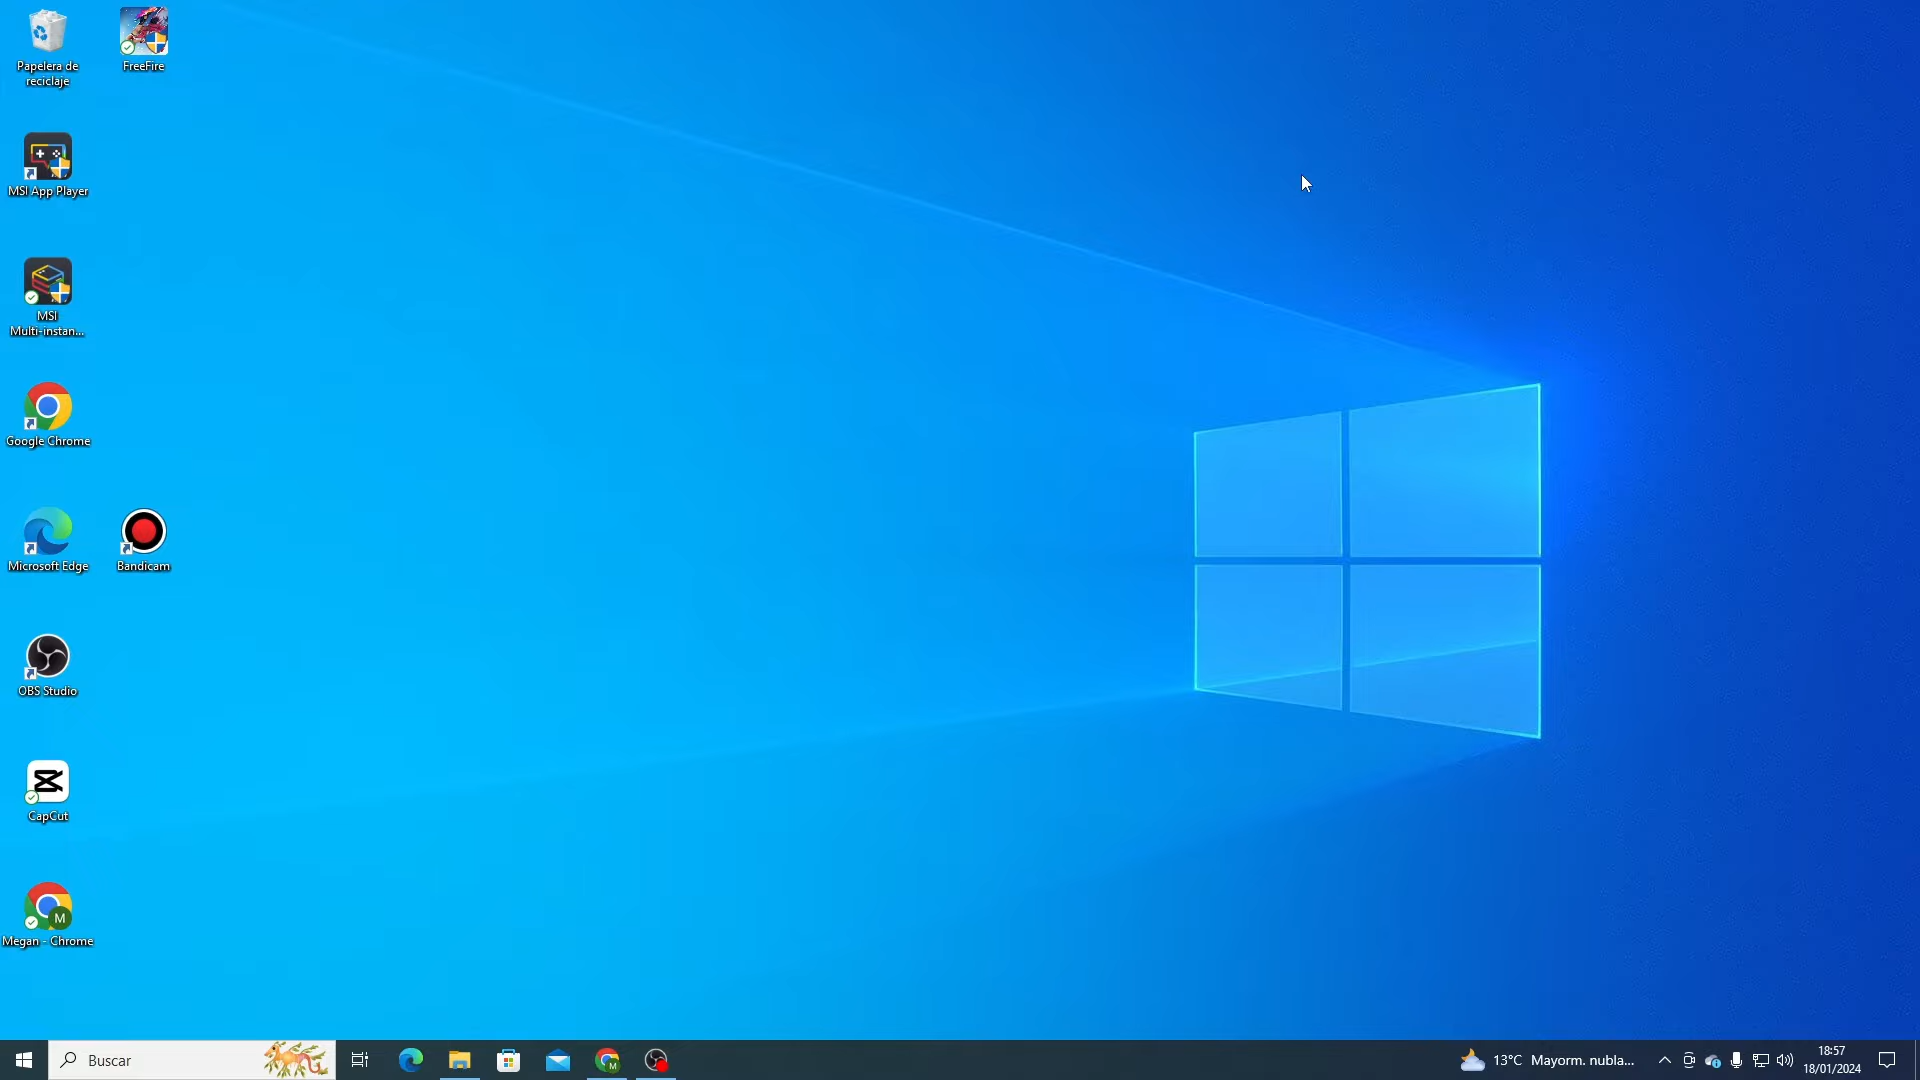 Papelera de
reciclaje
FreeFire
MSI App Player
MSI
Multi-instan...
Google Chrome
Microsoft Edge
Bandicam
OBS Studio
CapCut
M
Megan - Chrome
Buscar
M
13°C Mayorm. nubla...
18:57
18/01/2024